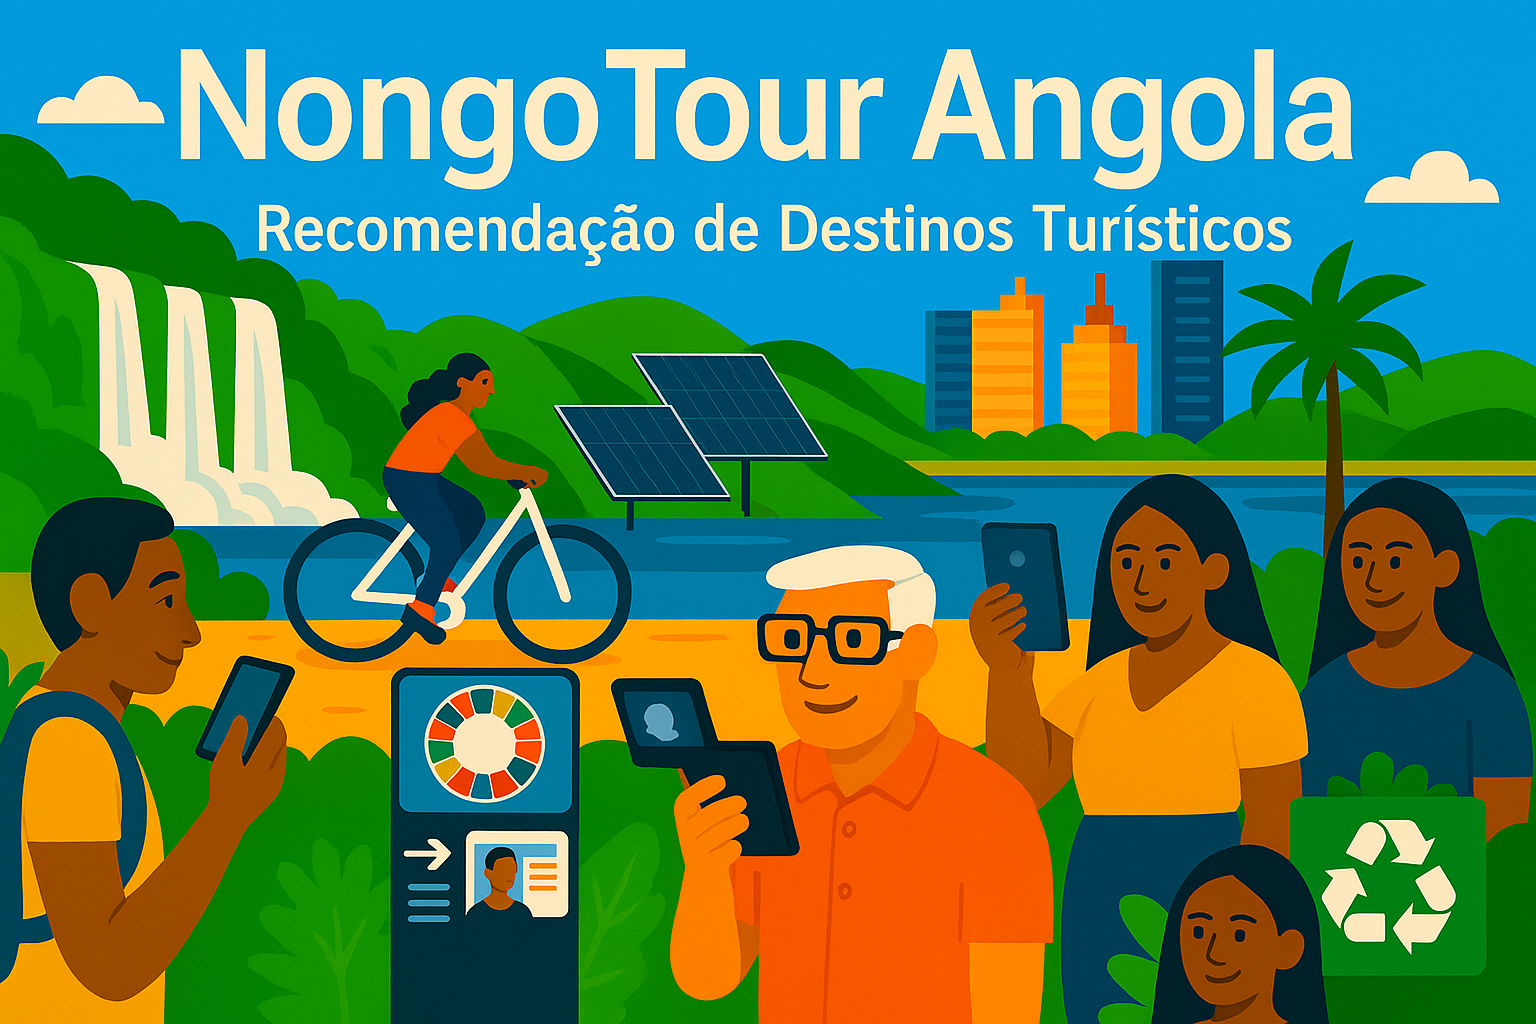 NongoTour Angola
Recomendação de Destinos Turísticos